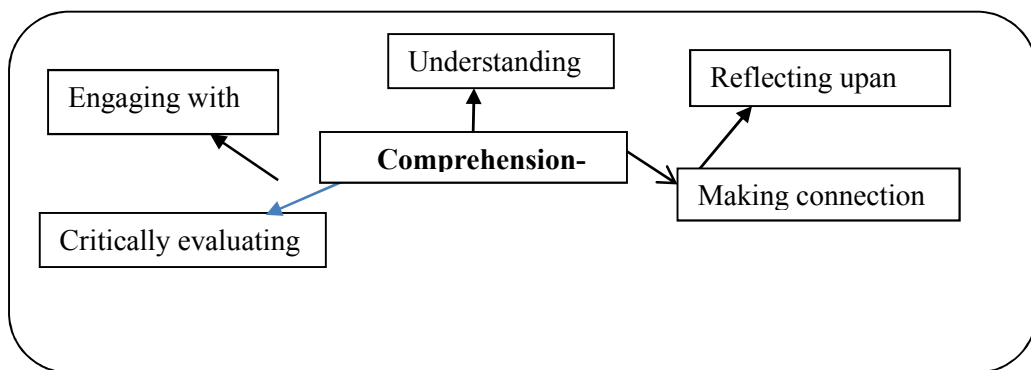 Understanding
Reflecting upan
Engaging with
Comprehension-
Making connection
Critically evaluating